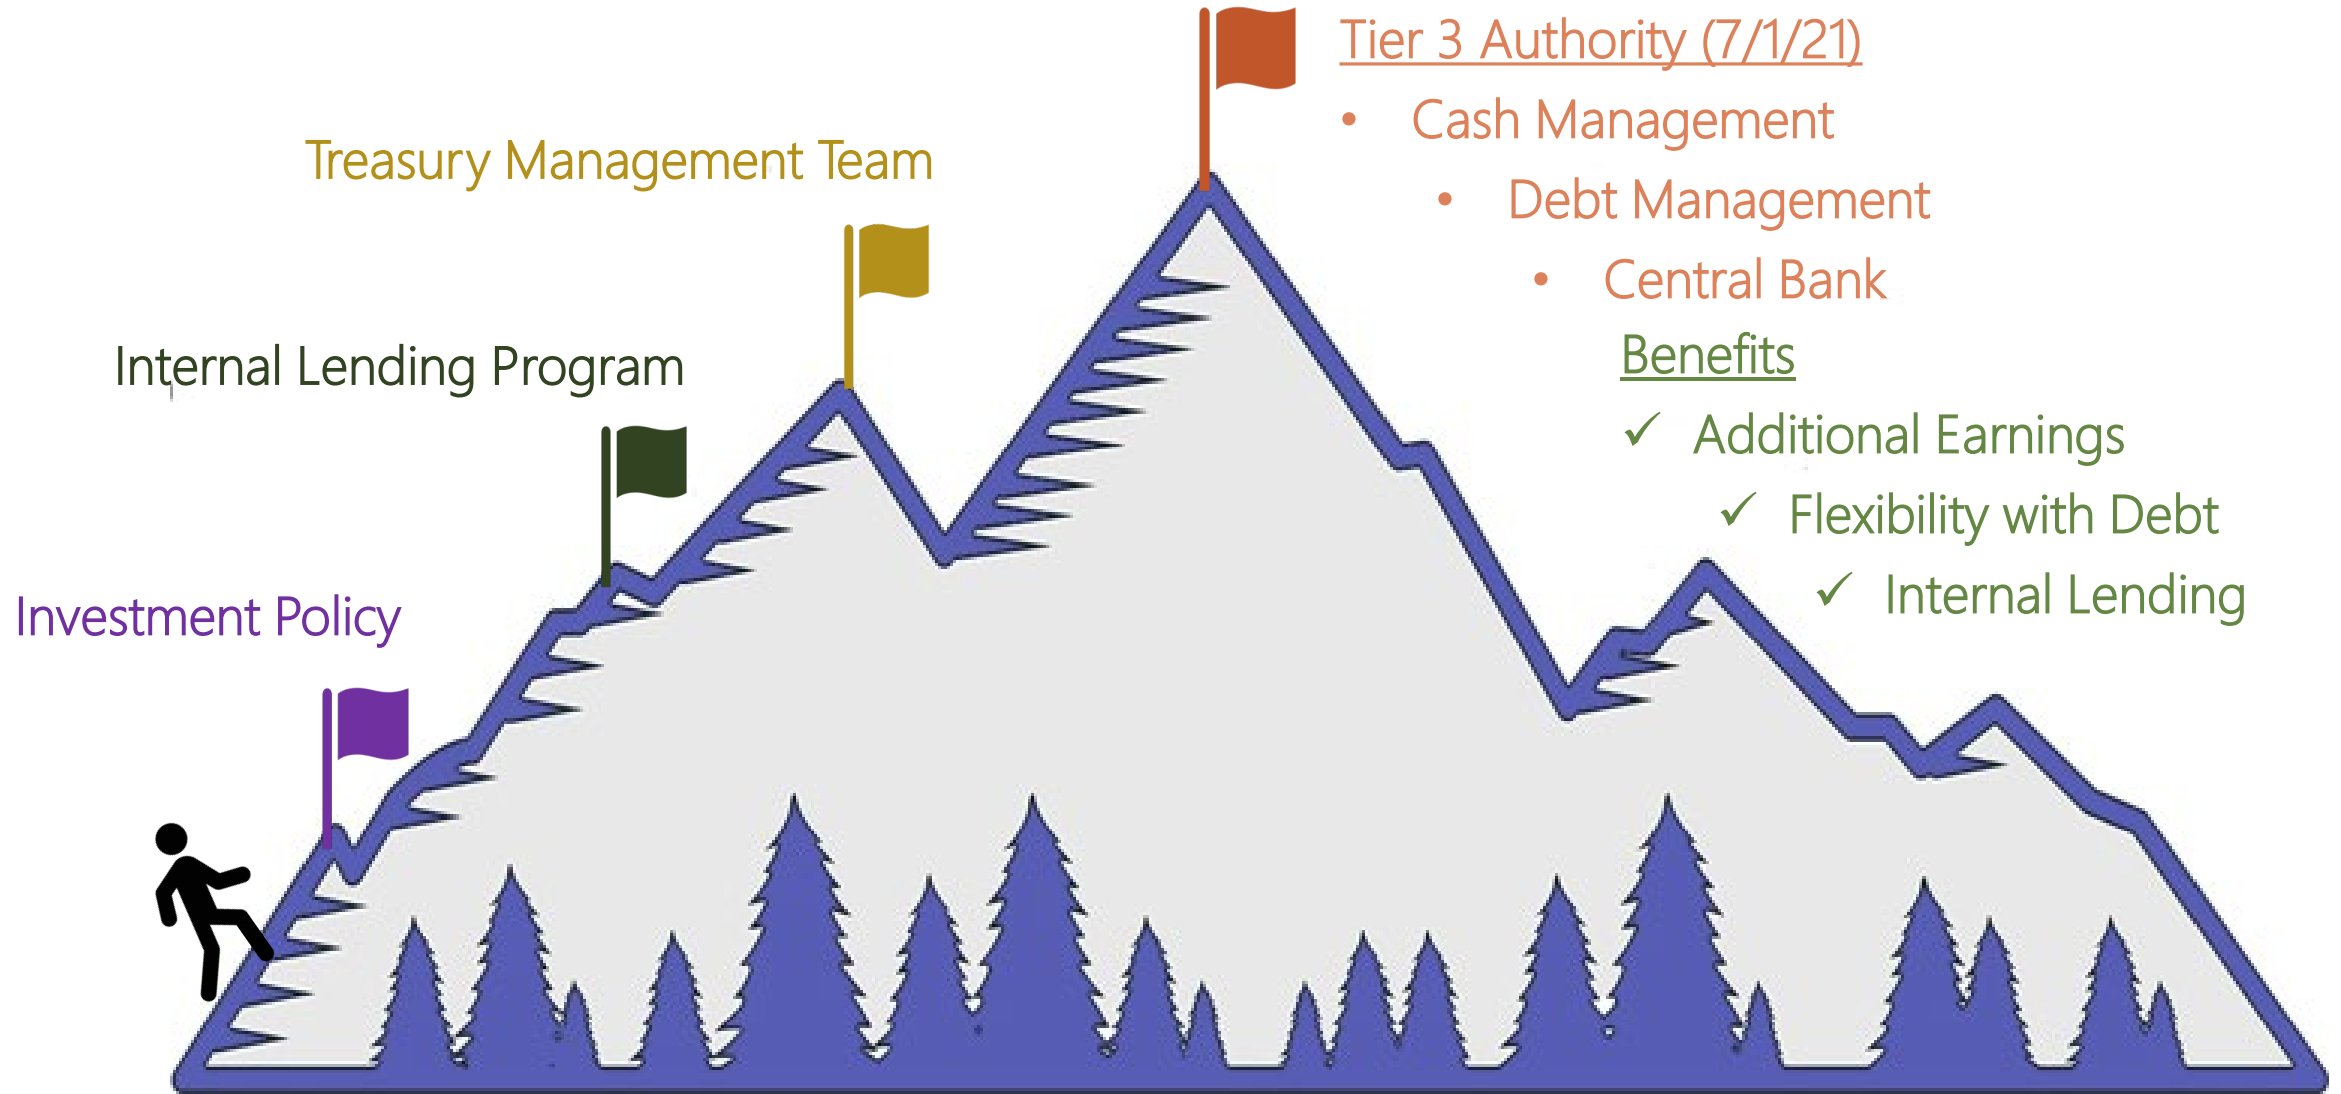 Tier 3 Authority (7/1/21)
• Cash Management
• Debt Management
• Central Bank
Treasury Management Team
Internal Lending Program
Investment Policy
Benefits
✓ Additional Earnings
✓ Flexibility with Debt
✓ Internal Lending